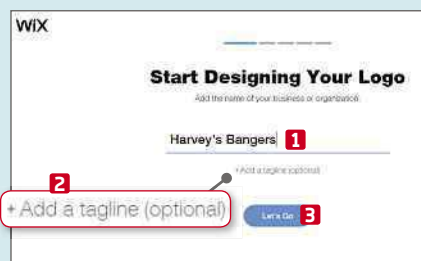 WiX
Start Designing Your Logo
Add the name of your business or organization
Harvey's Bangers 1
+ Add a tagline (optional)
2
+ Add a tagline (optional)
Let's Go 3